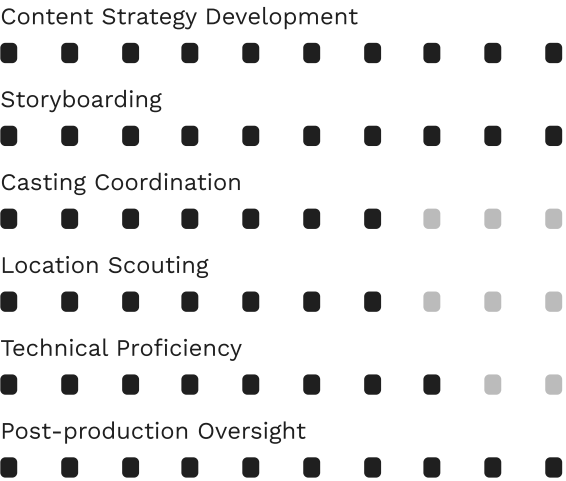 Content Strategy Development
Storyboarding
Casting Coordination
Location Scouting
Technical Proficiency
Post-production Oversight